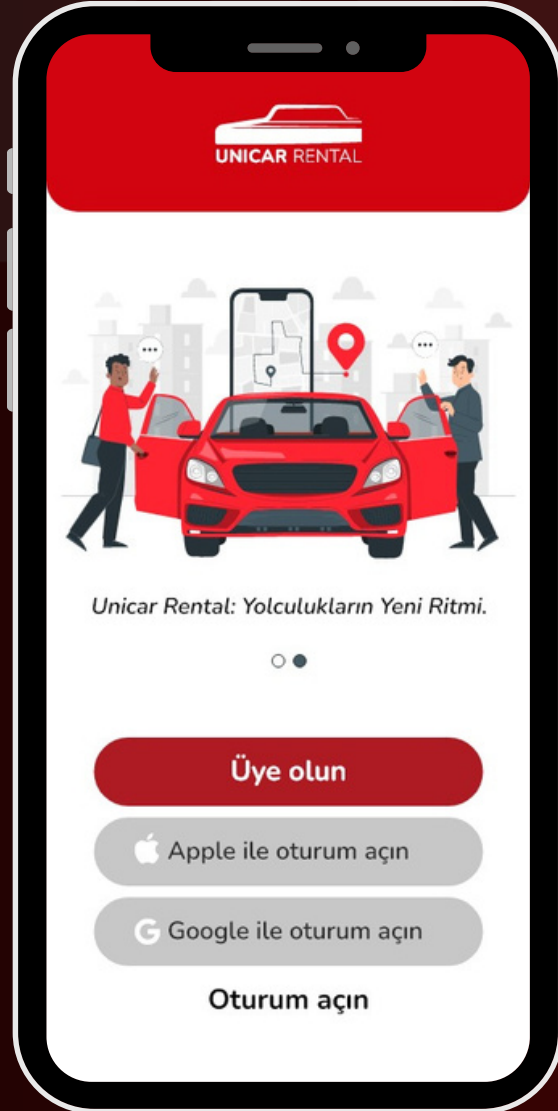 UNICAR RENTAL
Unicar Rental: Yolculukların Yeni Ritmi.
Üye olun
Apple ile oturum açın
Google ile oturum açın
Oturum açın